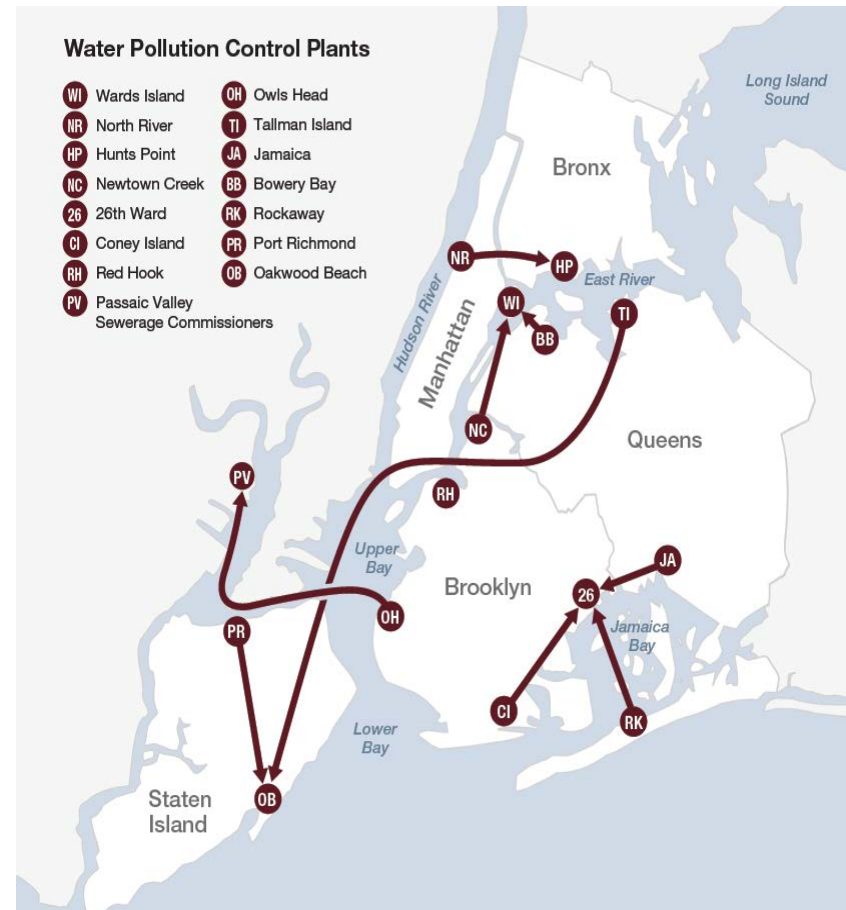 Water Pollution Control Plants
WI Wards Island
NR North River
HP Hunts Point
NC Newtown Creek
26 26th Ward
CI Coney Island
RH Red Hook
PV Passaic Valley
Sewerage Commissioners
OH Owls Head
TI Tallman Island
JA Jamaica
BB Bowery Bay
RK Rockaway
PR Port Richmond
OB Oakwood Beach
Long Island
Sound
Bronx
NR
HP
East River
Hudson River
WI
TI
Manhattan
BB
NC
Queens
PV
RH
Upper
Bay
JA
Brooklyn
26
OH
PR
Jamaica
Bay
CI
RK
Lower
Bay
Staten
Island
OB